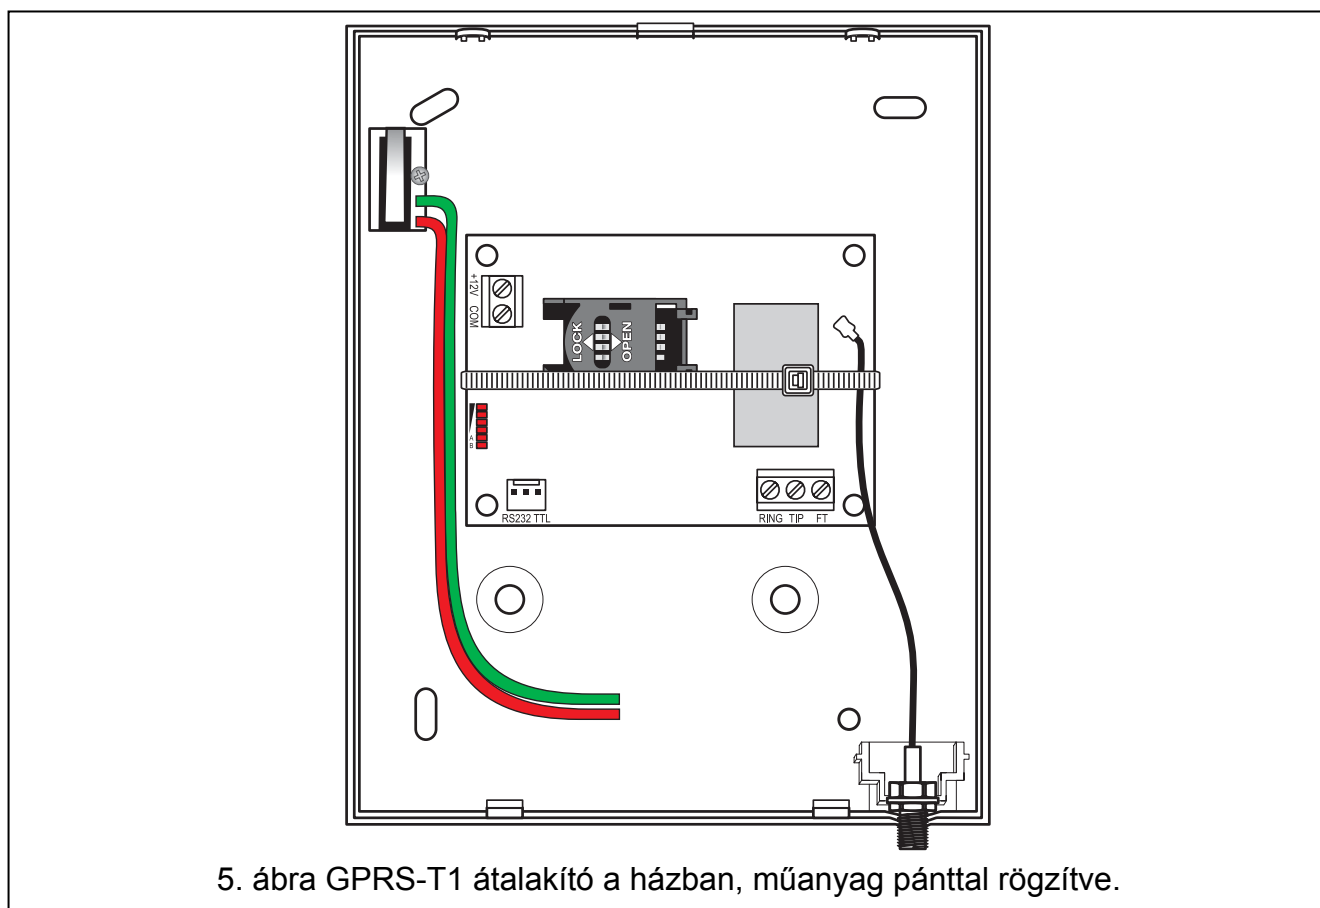 +12V COM
LOCK
OPEN
A
B
RS232 TTL
RING TIP FT
5. ábra GPRS-T1 átalakító a házban, műanyag pánttal rögzítve.